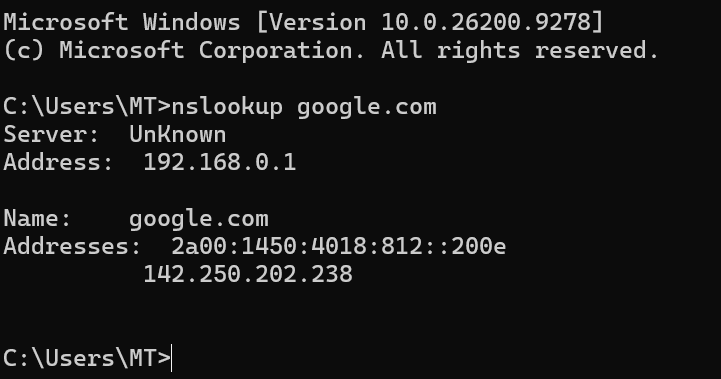 Microsoft Windows [Version 10.0.26200.9278]
(c) Microsoft Corporation. All rights reserved.
C:\Users\MT>nslookup google.com
Server:  UnKnown
Address:  192.168.0.1
Name:    google.com
Addresses:  2a00:1450:4018:812::200e
          142.250.202.238
C:\Users\MT>